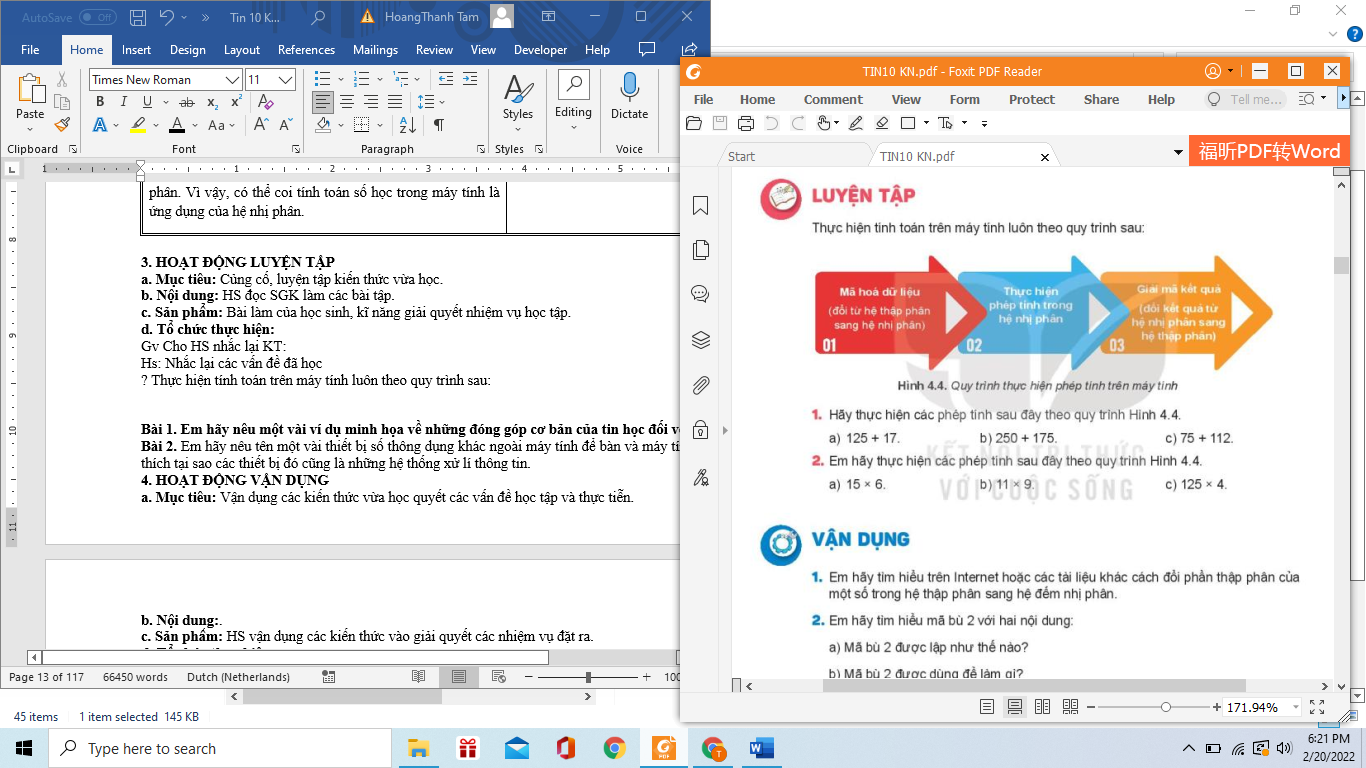 AutoSave Off Tin 10 K... HoangThanh Tam
File Home Insert Design Layout References Mailings Review View Developer Help
Times New Roman 11
Paste Styles Editing Dictate
Clipboard Font Paragraph Styles Voice
phân. Vì vậy, có thể coi tính toán số học trong máy tính là
ứng dụng của hệ nhị phân.
3. HOẠT ĐỘNG LUYỆN TẬP
a. Mục tiêu: Củng cố, luyện tập kiến thức vừa học.
b. Nội dung: HS đọc SGK làm các bài tập.
c. Sản phẩm: Bài làm của học sinh, kĩ năng giải quyết nhiệm vụ học tập.
d. Tổ chức thực hiện:
Gv Cho HS nhắc lại KT:
Hs: Nhắc lại các vấn đề đã học
? Thực hiện tính toán trên máy tính luôn theo quy trình sau:
Bài 1. Em hãy nêu một vài ví dụ minh họa về những đóng góp cơ bản của tin học đối v
Bài 2. Em hãy nêu tên một vài thiết bị số thông dụng khác ngoài máy tính để bàn và máy tí
thích tại sao các thiết bị đó cũng là những hệ thống xử lí thông tin.
4. HOẠT ĐỘNG VẬN DỤNG
a. Mục tiêu: Vận dụng các kiến thức vừa học quyết các vấn đề học tập và thực tiễn.
b. Nội dung:.
c. Sản phẩm: HS vận dụng các kiến thức vào giải quyết các nhiệm vụ đặt ra.
Page 13 of 117 66450 words Dutch (Netherlands) 100
45 items 1 item selected 145 KB
TIN10 KN.pdf - Foxit PDF Reader
File Home Comment View Form Protect Share Help Tell me...
Start TIN10 KN.pdf 福昕PDF转Word
LUYỆN TẬP
Thực hiện tính toán trên máy tính luôn theo quy trình sau:
Mã hoá dữ liệu
(đổi từ hệ thập phân
sang hệ nhị phân)
01
Thực hiện
phép tính trong
hệ nhị phân
02
Giải mã kết quả
(đổi kết quả từ
hệ nhị phân sang
hệ thập phân)
03
Hình 4.4. Quy trình thực hiện phép tính trên máy tính
1. Hãy thực hiện các phép tính sau đây theo quy trình Hình 4.4.
a) 125 + 17. b) 250 + 175. c) 75 + 112.
KẾT NỐI TRI THỨC
2. Em hãy thực hiện các phép tính sau đây theo quy trình Hình 4.4.
a) 15 × 6. b) 11 × 9. c) 125 × 4.
VỚI CUỘC SỐNG
VẬN DỤNG
1. Em hãy tìm hiểu trên Internet hoặc các tài liệu khác cách đổi phần thập phân của
một số trong hệ thập phân sang hệ đếm nhị phân.
2. Em hãy tìm hiểu mã bù 2 với hai nội dung:
a) Mã bù 2 được lập như thế nào?
b) Mã bù 2 được dùng để làm gì?
171.94%
Type here to search
6:21 PM
2/20/2022